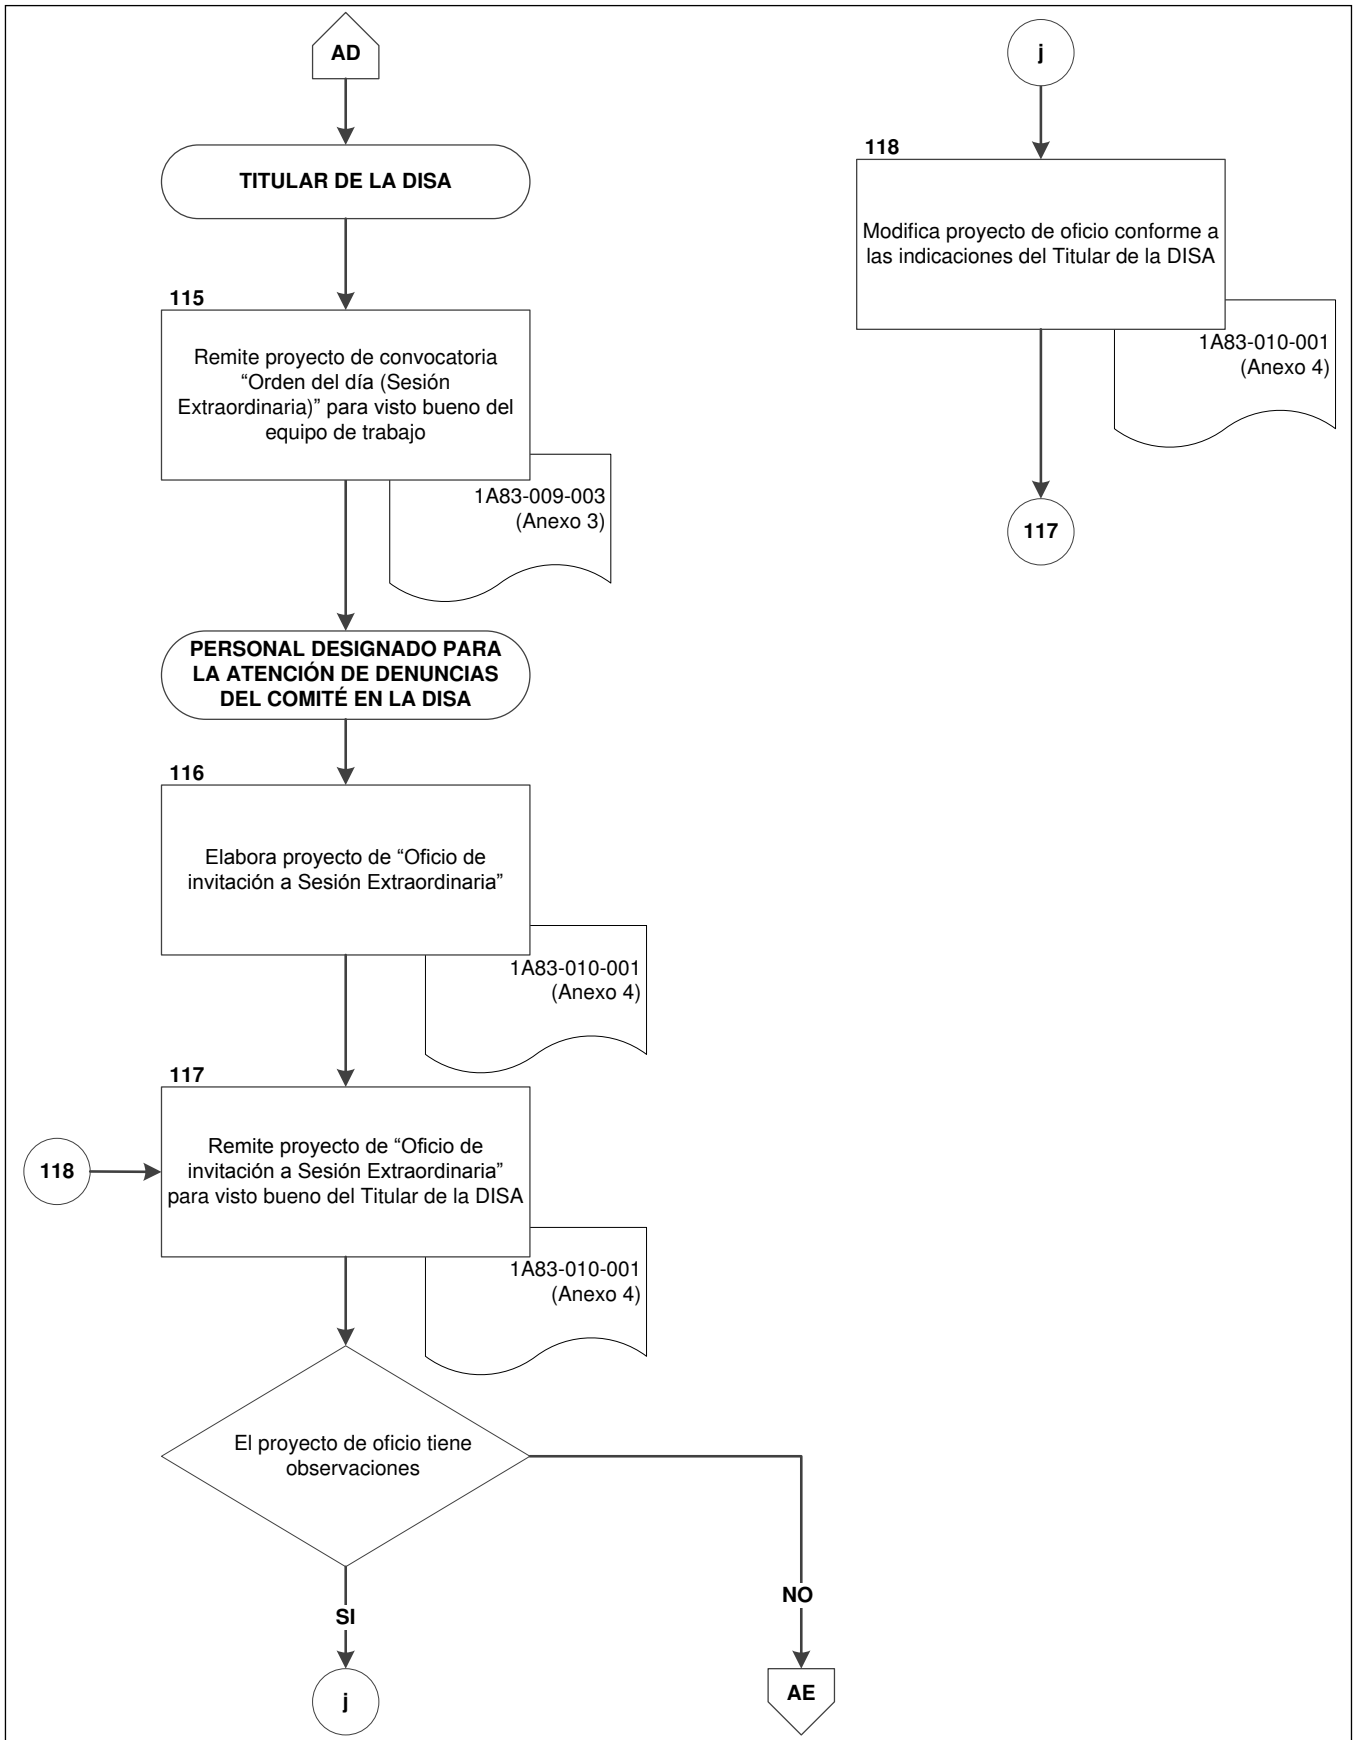 AD
TITULAR DE LA DISA
115
Remite proyecto de convocatoria
“Orden del día (Sesión
Extraordinaria)” para visto bueno del
equipo de trabajo
1A83-009-003
(Anexo 3)
PERSONAL DESIGNADO PARA
LA ATENCIÓN DE DENUNCIAS
DEL COMITÉ EN LA DISA
116
Elabora proyecto de “Oficio de
invitación a Sesión Extraordinaria”
1A83-010-001
(Anexo 4)
117
118
Remite proyecto de “Oficio de
invitación a Sesión Extraordinaria”
para visto bueno del Titular de la DISA
1A83-010-001
(Anexo 4)
El proyecto de oficio tiene
observaciones
SI
NO
j
AE
j
118
Modifica proyecto de oficio conforme a
las indicaciones del Titular de la DISA
1A83-010-001
(Anexo 4)
117